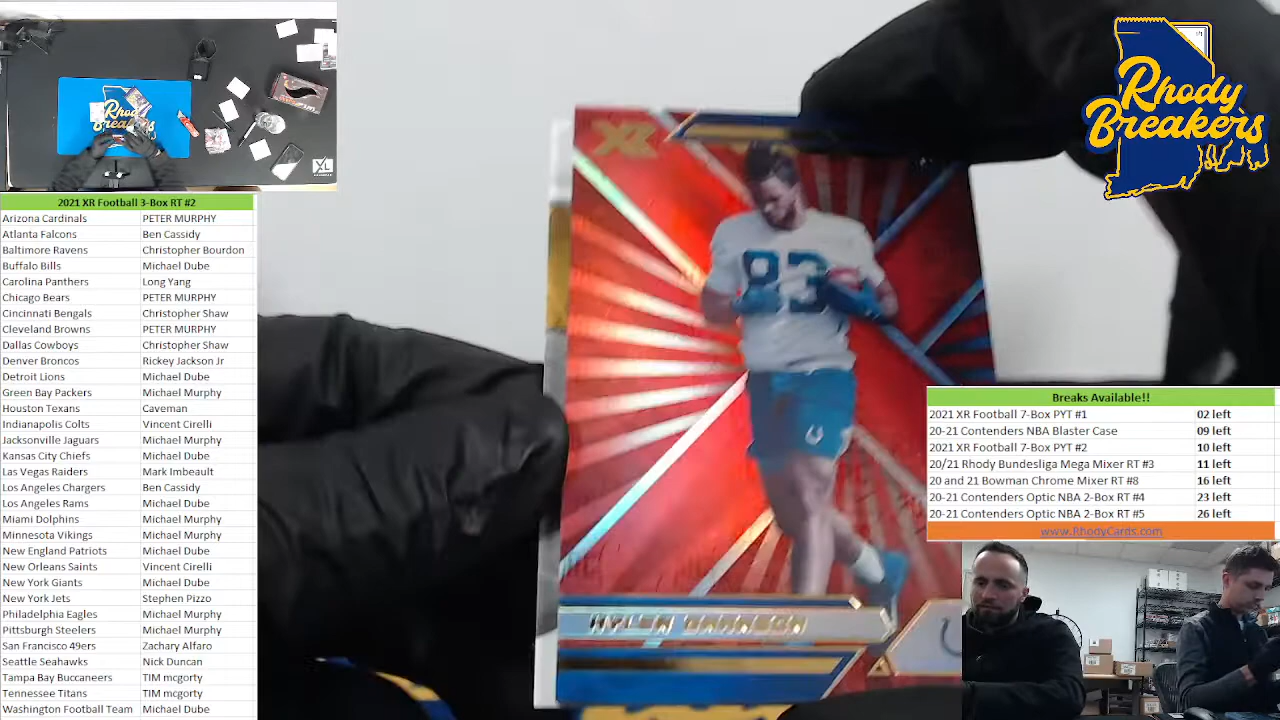 Rhody
Breakers
XL
2021 XR Football 3-Box RT #2
Arizona Cardinals PETER MURPHY
Atlanta Falcons Ben Cassidy
Baltimore Ravens Christopher Bourdon
Buffalo Bills Michael Dube
Carolina Panthers Long Yang
Chicago Bears PETER MURPHY
Cincinnati Bengals Christopher Shaw
Cleveland Browns PETER MURPHY
Dallas Cowboys Christopher Shaw
Denver Broncos Rickey Jackson Jr
Detroit Lions Michael Dube
Green Bay Packers Michael Murphy
Houston Texans Caveman
Indianapolis Colts Vincent Cirelli
Jacksonville Jaguars Michael Murphy
Kansas City Chiefs Michael Dube
Las Vegas Raiders Mark Imbeault
Los Angeles Chargers Ben Cassidy
Los Angeles Rams Michael Dube
Miami Dolphins Michael Murphy
Minnesota Vikings Michael Murphy
New England Patriots Michael Dube
New Orleans Saints Vincent Cirelli
New York Giants Michael Dube
New York Jets Stephen Pizzo
Philadelphia Eagles Michael Murphy
Pittsburgh Steelers Michael Murphy
San Francisco 49ers Zachary Alfaro
Seattle Seahawks Nick Duncan
Tampa Bay Buccaneers TIM mcgorty
Tennessee Titans TIM mcgorty
Washington Football Team Michael Dube
XR
83
Rhody
Breakers
Breaks Available!!
2021 XR Football 7-Box PYT #1 02 left
20-21 Contenders NBA Blaster Case 09 left
2021 XR Football 7-Box PYT #2 10 left
20/21 Rhody Bundesliga Mega Mixer RT #3 11 left
20 and 21 Bowman Chrome Mixer RT #8 16 left
20-21 Contenders Optic NBA 2-Box RT #4 23 left
20-21 Contenders Optic NBA 2-Box RT #5 26 left
www.RhodyCards.com